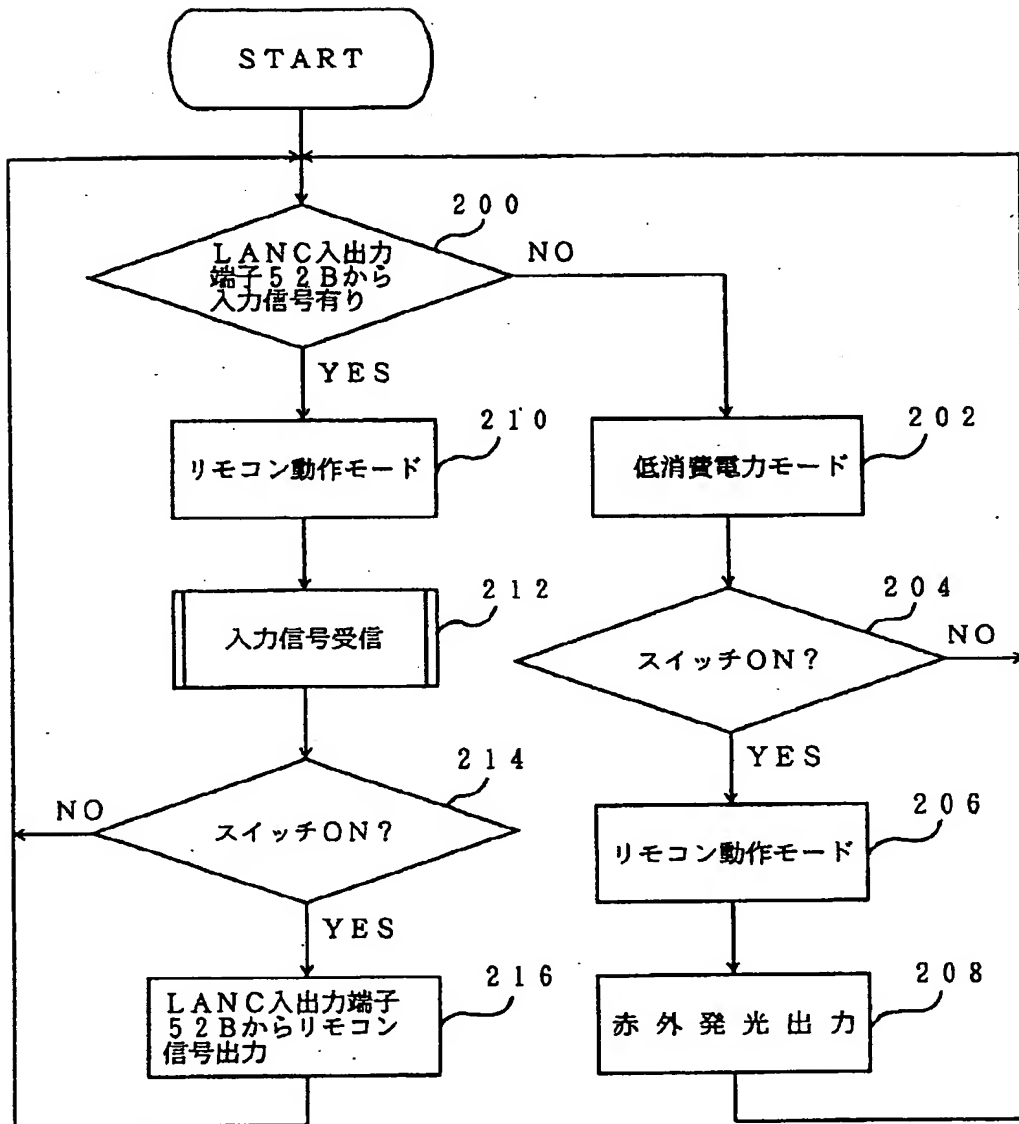 START
200
LANC入出力
端子52Bから
入力信号有り
NO
YES
210
リモコン動作モード
202
低消費電力モード
212
入力信号受信
204
スイッチON?
NO
YES
214
スイッチON?
NO
YES
206
リモコン動作モード
216
LANC入出力端子
52Bからリモコン
信号出力
208
赤外発光出力